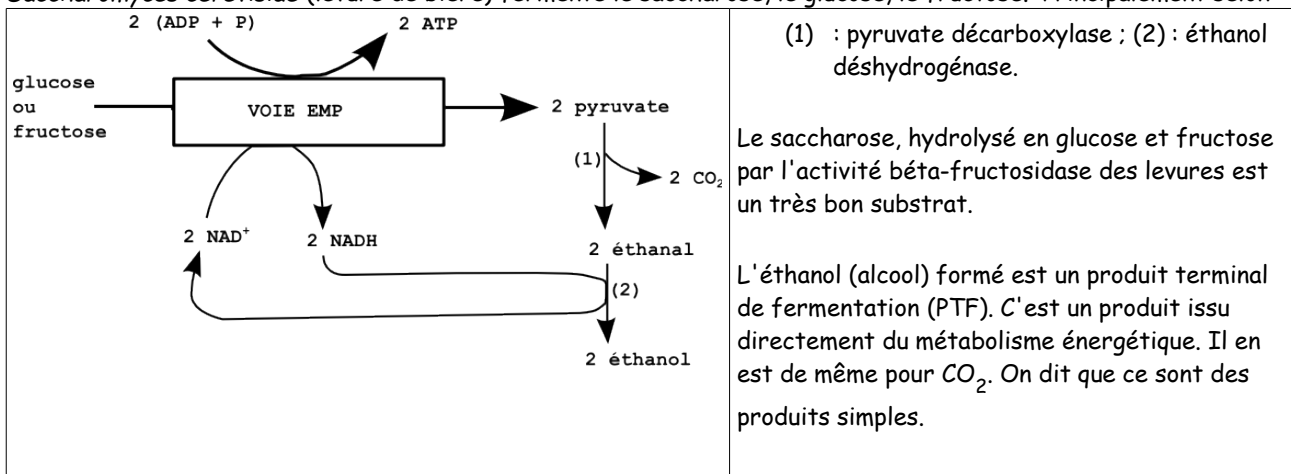 Saccharomyces cerevisiae (levure de bière) fermente le saccharose, le glucose, le fructose. Principalement selon
2 (ADP + P)
2 ATP
glucose
ou
fructose
VOIE EMP
2 pyruvate
(1)
2 CO₂
2 NAD⁺
2 NADH
2 éthanal
(2)
2 éthanol
(1) : pyruvate décarboxylase ; (2) : éthanol
déshydrogénase.
Le saccharose, hydrolysé en glucose et fructose
par l'activité béta-fructosidase des levures est
un très bon substrat.
L'éthanol (alcool) formé est un produit terminal
de fermentation (PTF). C'est un produit issu
directement du métabolisme énergétique. Il en
est de même pour CO₂. On dit que ce sont des
produits simples.